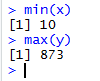 > min(x)
[1] 10
> max(y)
[1] 873
>